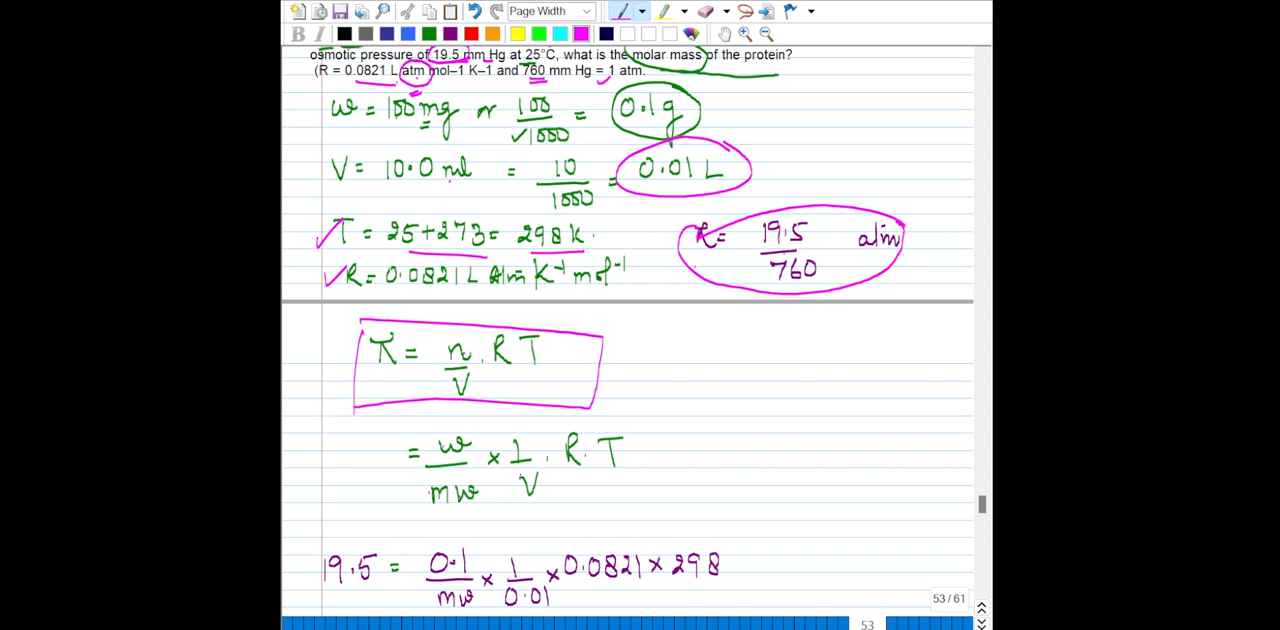 Page Width
B I
osmotic pressure of 19.5 mm Hg at 25°C, what is the molar mass of the protein?
(R = 0.0821 L atm mol–1 K–1 and 760 mm Hg = 1 atm.
w = 100 mg or 100/1000 = 0.1g
V = 10.0 ml = 10/1000 = 0.01 L
T = 25+273 = 298 K.
π = 19.5/760 atm
R = 0.0821 L Atm K⁻¹ mol⁻¹
π = n/V . R T
= w/mw × 1/V . R. T
19.5 = 0.1/mw × 1/0.01 × 0.0821 × 298
53 / 61
53